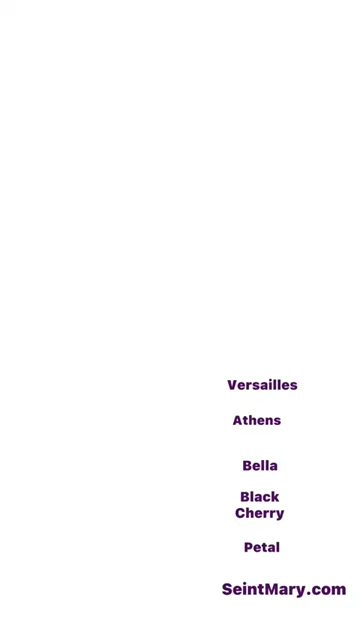 Versailles
Athens
Bella
Black
Cherry
Petal
SeintMary.com